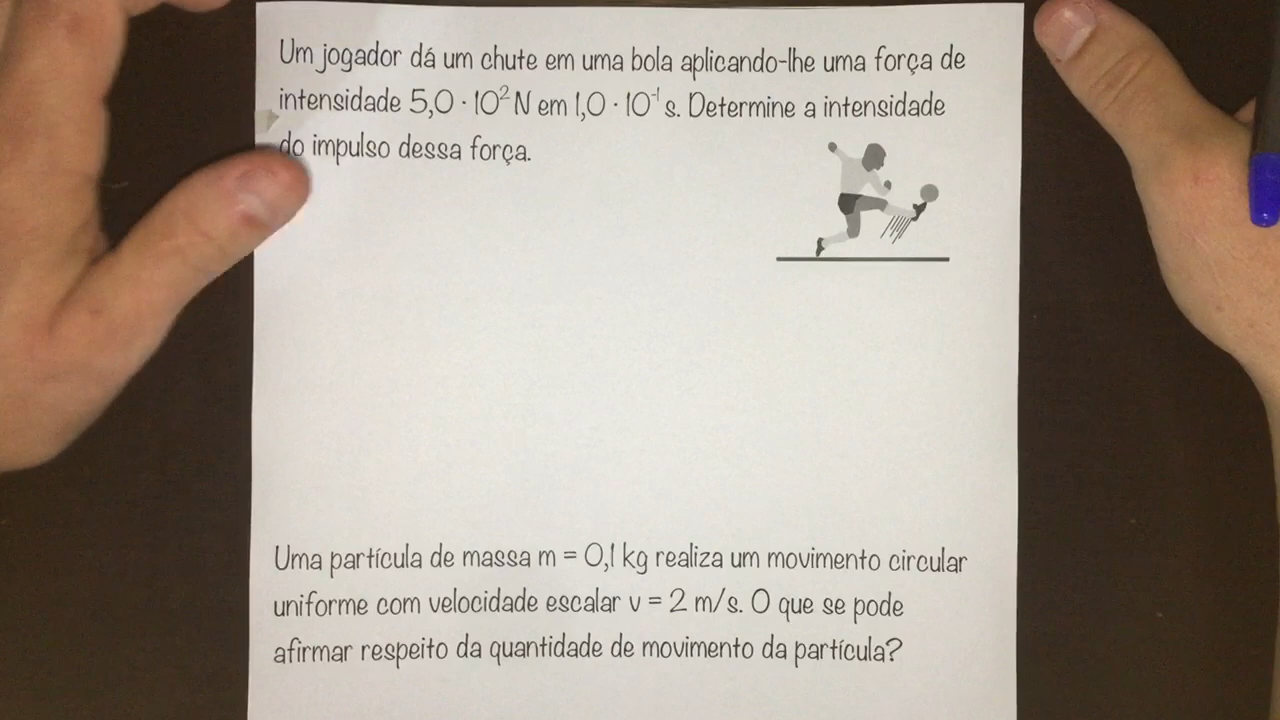 Um jogador dá um chute em uma bola aplicando-lhe uma força de
intensidade 5,0 · 10² N em 1,0 · 10⁻¹ s. Determine a intensidade
do impulso dessa força.
Uma partícula de massa m = 0,1 kg realiza um movimento circular
uniforme com velocidade escalar v = 2 m/s. O que se pode
afirmar respeito da quantidade de movimento da partícula?